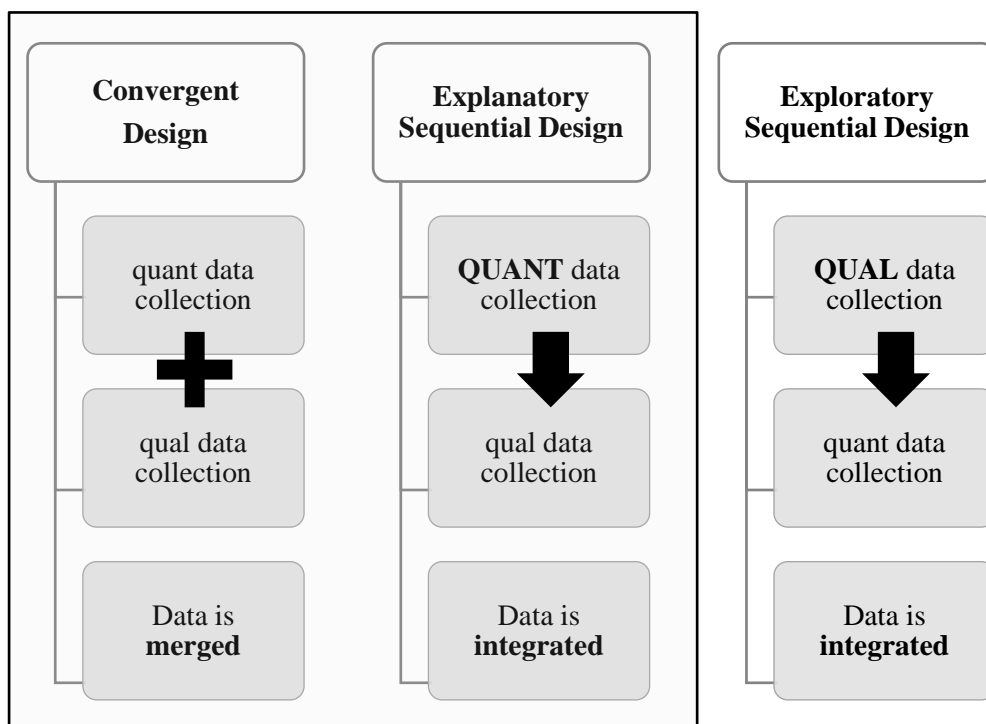 Convergent
Design
quant data
collection
qual data
collection
Data is
merged
Explanatory
Sequential Design
QUANT data
collection
qual data
collection
Data is
integrated
Exploratory
Sequential Design
QUAL data
collection
quant data
collection
Data is
integrated